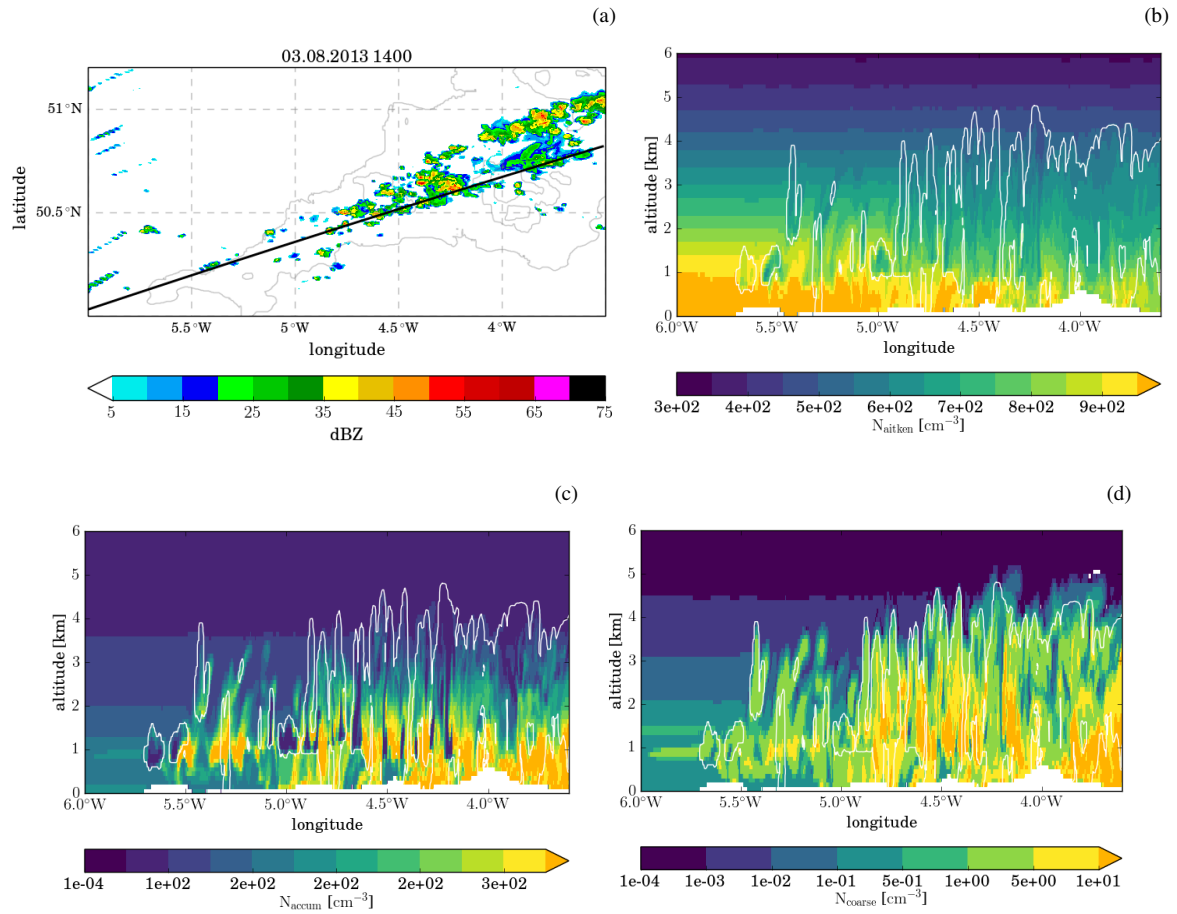 (a)
03.08.2013 1400
51°N
50.5°N
latitude
5.5°W 5°W 4.5°W 4°W
longitude
5 15 25 35 45 55 65 75
dBZ
(b)
6
5
4
3
2
1
0
altitude [km]
6.0°W 5.5°W 5.0°W 4.5°W 4.0°W
longitude
3e+02 4e+02 5e+02 6e+02 7e+02 8e+02 9e+02
N_aitken [cm⁻³]
(c)
6
5
4
3
2
1
0
altitude [km]
6.0°W 5.5°W 5.0°W 4.5°W 4.0°W
longitude
1e-04 1e+02 2e+02 2e+02 2e+02 3e+02
N_accum [cm⁻³]
(d)
6
5
4
3
2
1
0
altitude [km]
6.0°W 5.5°W 5.0°W 4.5°W 4.0°W
longitude
1e-04 1e-03 1e-02 1e-01 5e-01 1e+00 5e+00 1e+01
N_coarse [cm⁻³]